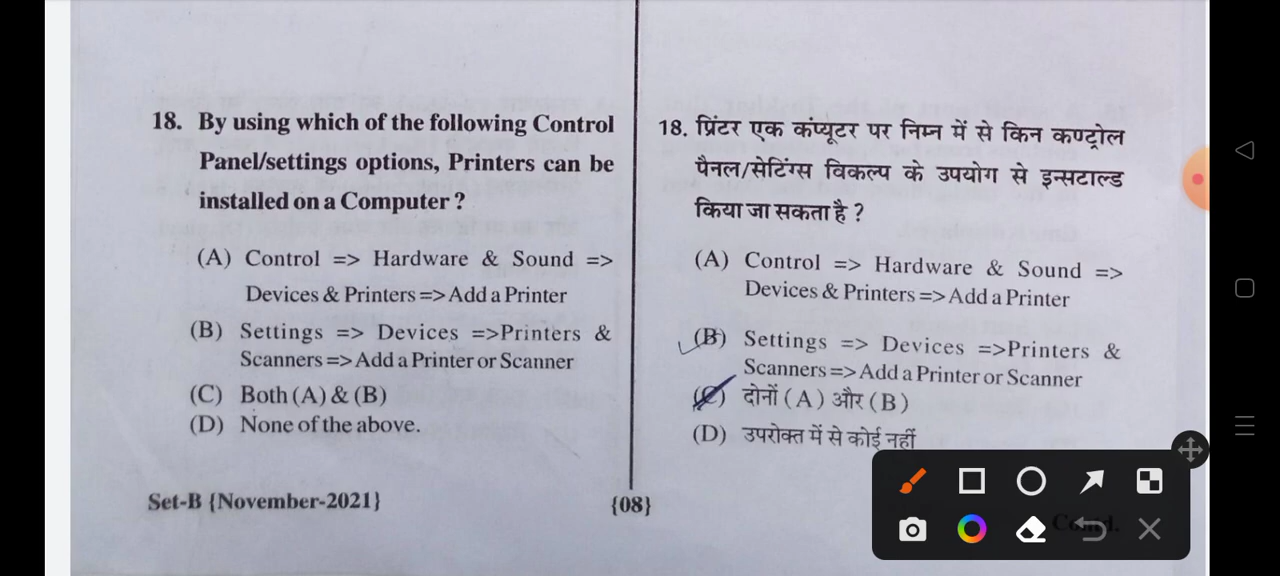 18. By using which of the following Control
Panel/settings options, Printers can be
installed on a Computer ?
(A) Control => Hardware & Sound =>
Devices & Printers => Add a Printer
(B) Settings => Devices =>Printers &
Scanners => Add a Printer or Scanner
(C) Both (A) & (B)
(D) None of the above.
Set-B {November-2021}
{08}
18. प्रिंटर एक कंप्यूटर पर निम्न में से किन कण्ट्रोल
पैनल/सेटिंग्स विकल्प के उपयोग से इन्सटाल्ड
किया जा सकता है ?
(A) Control => Hardware & Sound =>
Devices & Printers => Add a Printer
(B) Settings => Devices =>Printers &
Scanners => Add a Printer or Scanner
(C) दोनों (A) और (B)
(D) उपरोक्त में से कोई नहीं
Contd.